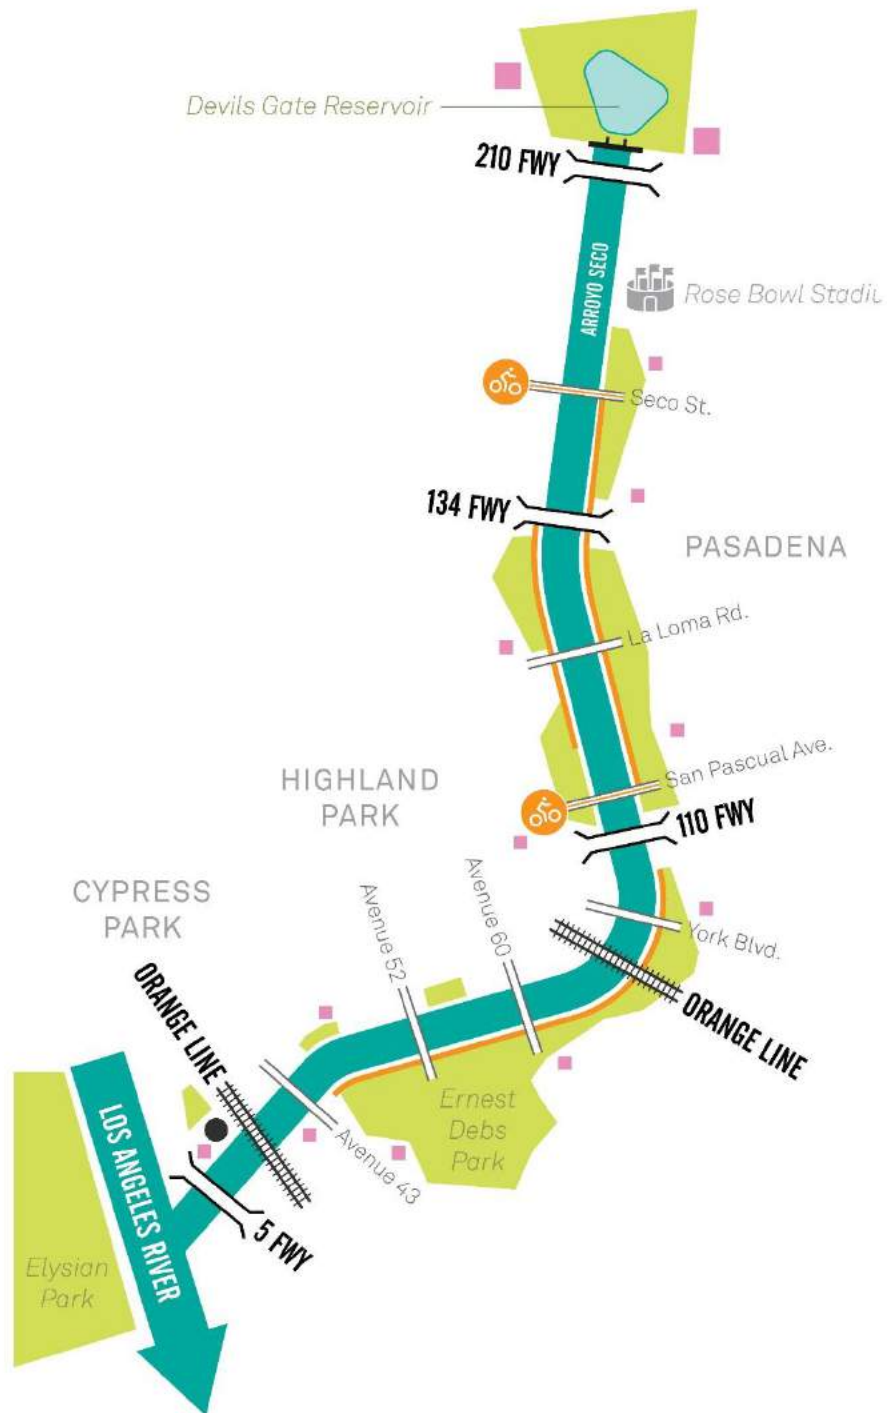 Devils Gate Reservoir
210 FWY
ARROYO SECO
Rose Bowl Stadiu
Seco St.
134 FWY
PASADENA
La Loma Rd.
San Pascual Ave.
HIGHLAND
PARK
110 FWY
CYPRESS
PARK
Avenue 52
Avenue 60
York Blvd.
ORANGE LINE
ORANGE LINE
Ernest
Debs
Park
Avenue 43
LOS ANGELES RIVER
5 FWY
Elysian
Park